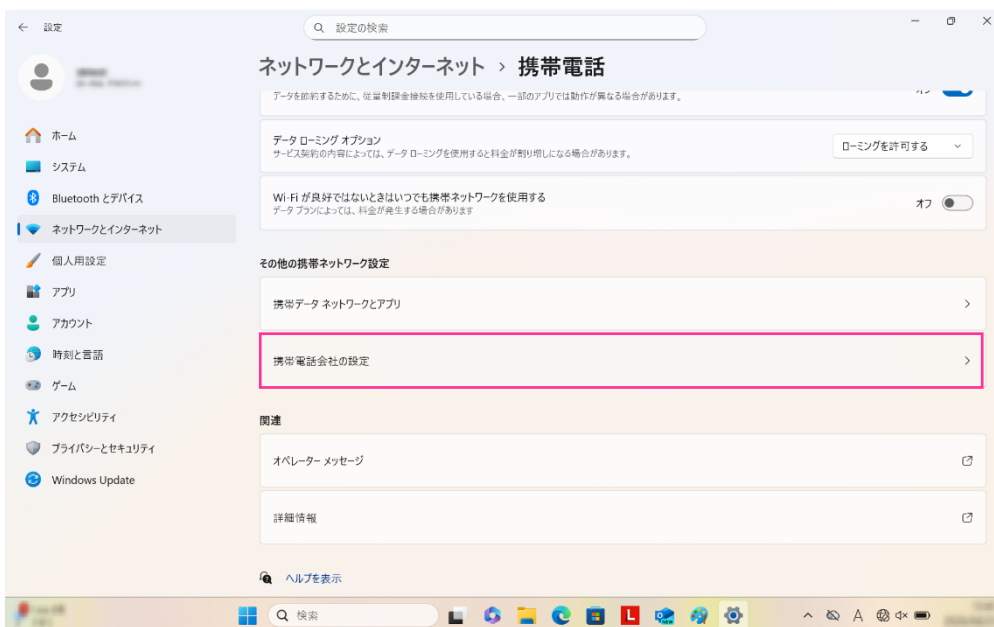 設定
設定の検索
ネットワークとインターネット › 携帯電話
データを節約するために、従量制課金接続を使用している場合、一部のアプリでは動作が異なる場合があります。
オン
ホーム
システム
Bluetooth とデバイス
ネットワークとインターネット
個人用設定
アプリ
アカウント
時刻と言語
ゲーム
アクセシビリティ
プライバシーとセキュリティ
Windows Update
データ ローミング オプション
サービス契約の内容によっては、データ ローミングを使用すると料金が割り増しになる場合があります。
ローミングを許可する
Wi-Fi が良好ではないときはいつでも携帯ネットワークを使用する
データ プランによっては、料金が発生する場合があります
オフ
その他の携帯ネットワーク設定
携帯データ ネットワークとアプリ
携帯電話会社の設定
関連
オペレーター メッセージ
詳細情報
ヘルプを表示
検索
L
NEW
A